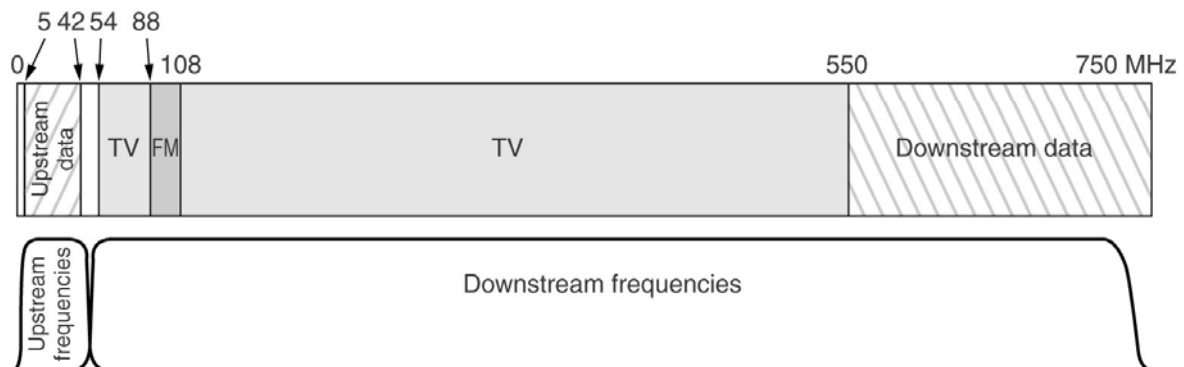 5 42 54 88
0 108 550 750 MHz
Upstream
data
TV
FM
TV
Downstream data
Upstream
frequencies
Downstream frequencies